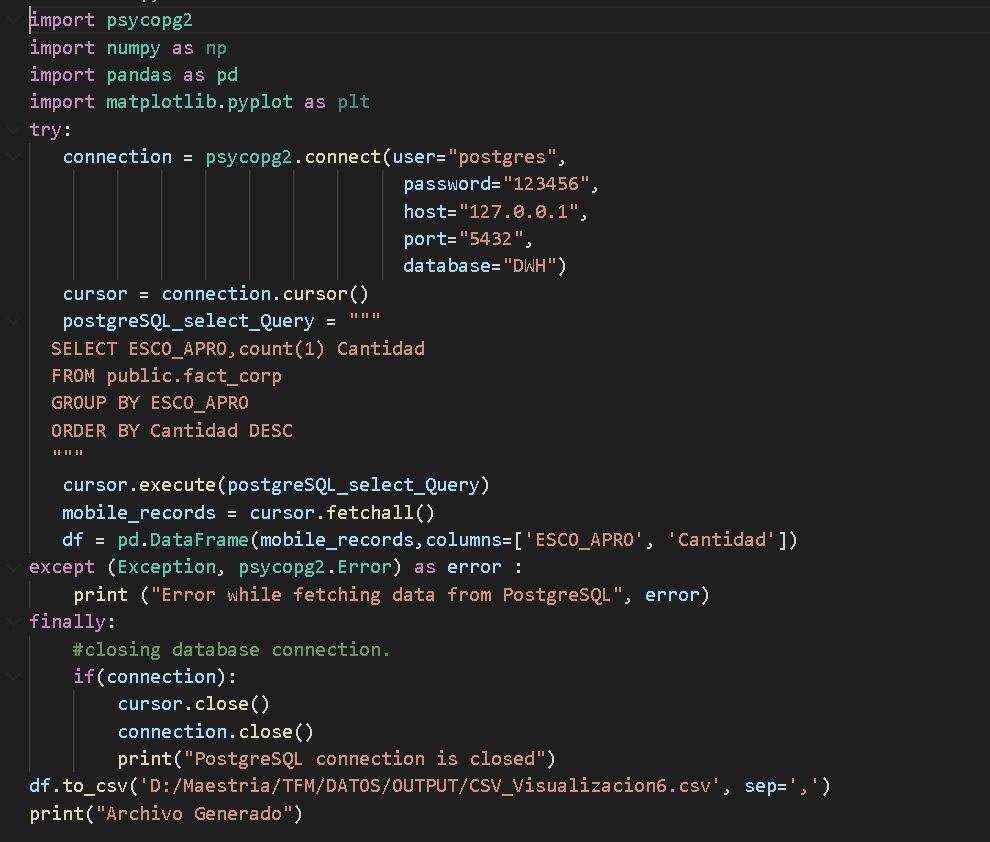 import psycopg2
import numpy as np
import pandas as pd
import matplotlib.pyplot as plt
try:
   connection = psycopg2.connect(user="postgres",
                                  password="123456",
                                  host="127.0.0.1",
                                  port="5432",
                                  database="DWH")
   cursor = connection.cursor()
   postgreSQL_select_Query = """
  SELECT ESCO_APRO,count(1) Cantidad
  FROM public.fact_corp
  GROUP BY ESCO_APRO
  ORDER BY Cantidad DESC
  """
   cursor.execute(postgreSQL_select_Query)
   mobile_records = cursor.fetchall()
   df = pd.DataFrame(mobile_records,columns=['ESCO_APRO', 'Cantidad'])
except (Exception, psycopg2.Error) as error :
    print ("Error while fetching data from PostgreSQL", error)
finally:
    #closing database connection.
    if(connection):
        cursor.close()
        connection.close()
        print("PostgreSQL connection is closed")
df.to_csv('D:/Maestria/TFM/DATOS/OUTPUT/CSV_Visualizacion6.csv', sep=',')
print("Archivo Generado")